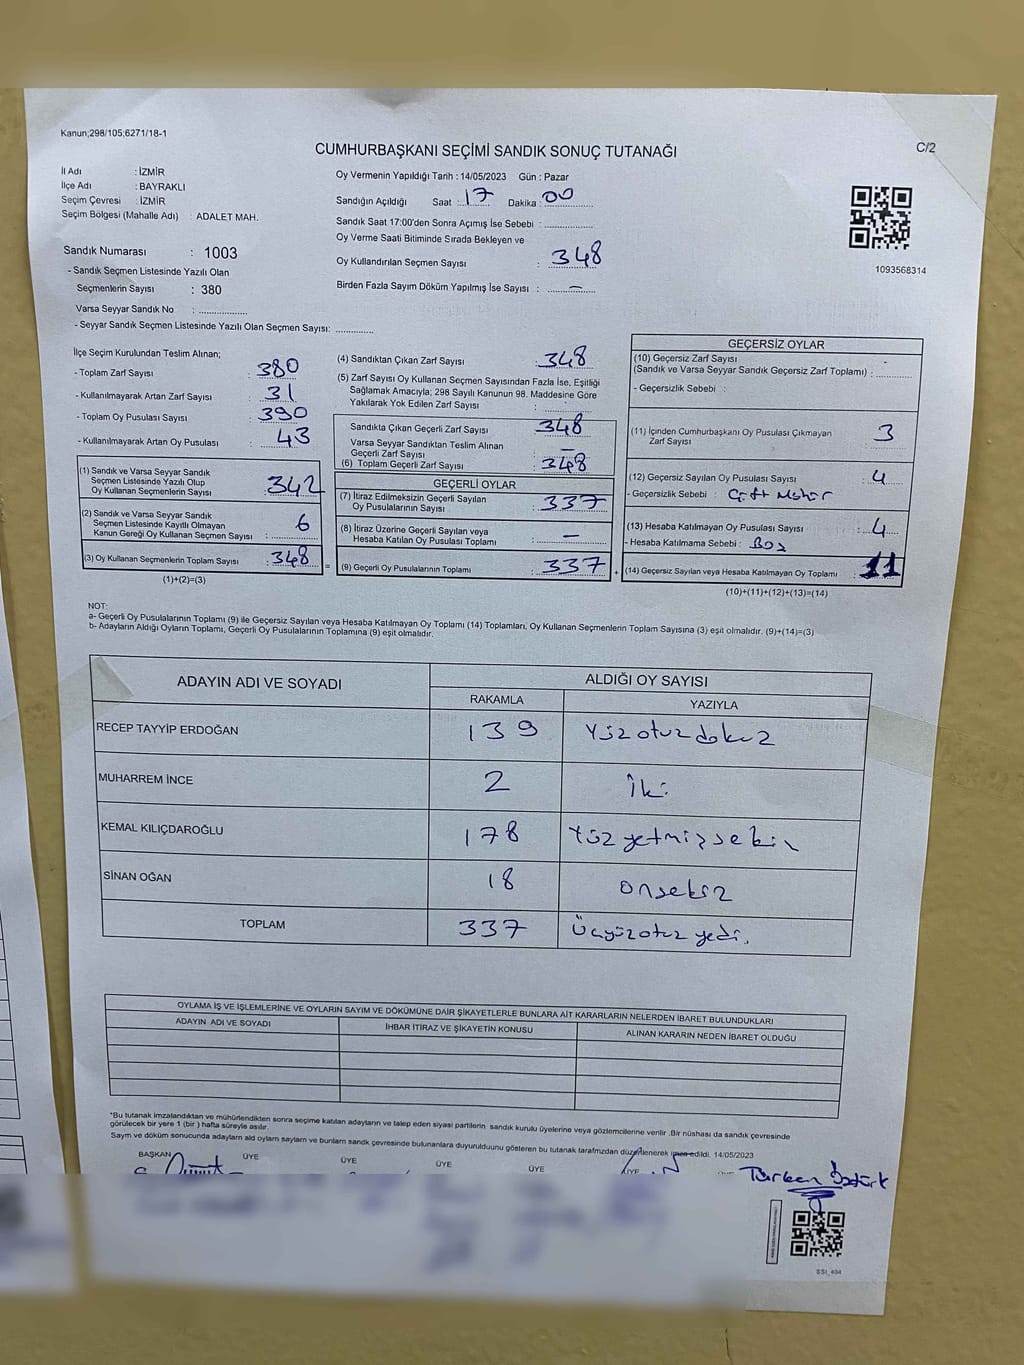 Kanun;298/105;6271/18-1
CUMHURBAŞKANI SEÇİMİ SANDIK SONUÇ TUTANAĞI
C/2
İl Adı : İZMİR
İlçe Adı : BAYRAKLI
Seçim Çevresi : İZMİR
Seçim Bölgesi (Mahalle Adı) : ADALET MAH.
Sandık Numarası : 1003
- Sandık Seçmen Listesinde Yazılı Olan
Seçmenlerin Sayısı : 380
Varsa Seyyar Sandık No :
- Seyyar Sandık Seçmen Listesinde Yazılı Olan Seçmen Sayısı:
Oy Vermenin Yapıldığı Tarih : 14/05/2023 Gün : Pazar
Sandığın Açıldığı Saat : 17 Dakika : 00
Sandık Saat 17:00'den Sonra Açımış İse Sebebi :
Oy Verme Saati Bitiminde Sırada Bekleyen ve
Oy Kullandırılan Seçmen Sayısı : 348
Birden Fazla Sayım Döküm Yapılmış İse Sayısı : —
1093568314
İlçe Seçim Kurulundan Teslim Alınan;
- Toplam Zarf Sayısı : 380
- Kullanılmayarak Artan Zarf Sayısı : 31
- Toplam Oy Pusulası Sayısı : 390
- Kullanılmayarak Artan Oy Pusulası : 43
(1) Sandık ve Varsa Seyyar Sandık
Seçmen Listesinde Yazılı Olup
Oy Kullanan Seçmenlerin Sayısı : 342
(2) Sandık ve Varsa Seyyar Sandık
Seçmen Listesinde Kayıtlı Olmayan
Kanun Gereği Oy Kullanan Seçmen Sayısı : 6
(3) Oy Kullanan Seçmenlerin Toplam Sayısı : 348
(1)+(2)=(3)
(4) Sandıktan Çıkan Zarf Sayısı : 348
(5) Zarf Sayısı Oy Kullanan Seçmen Sayısından Fazla İse, Eşitliği
Sağlamak Amacıyla; 298 Sayılı Kanunun 98. Maddesine Göre
Yakılarak Yok Edilen Zarf Sayısı :
Sandıkta Çıkan Geçerli Zarf Sayısı : 348
Varsa Seyyar Sandıktan Teslim Alınan
Geçerli Zarf Sayısı : —
(6) Toplam Geçerli Zarf Sayısı : 348
GEÇERLİ OYLAR
(7) İtiraz Edilmeksizin Geçerli Sayılan
Oy Pusulalarının Sayısı : 337
(8) İtiraz Üzerine Geçerli Sayılan veya
Hesaba Katılan Oy Pusulası Toplamı : —
(9) Geçerli Oy Pusulalarının Toplamı : 337
GEÇERSİZ OYLAR
(10) Geçersiz Zarf Sayısı -
(Sandık ve Varsa Seyyar Sandık Geçersiz Zarf Toplamı) :
- Geçersizlik Sebebi :
(11) İçinden Cumhurbaşkanı Oy Pusulası Çıkmayan
Zarf Sayısı : 3
(12) Geçersiz Sayılan Oy Pusulası Sayısı : 4
- Geçersizlik Sebebi : Çift Mühür
(13) Hesaba Katılmayan Oy Pusulası Sayısı : 4
- Hesaba Katılmama Sebebi : Boş
(14) Geçersiz Sayılan veya Hesaba Katılmayan Oy Toplamı : 11
(10)+(11)+(12)+(13)=(14)
NOT:
a- Geçerli Oy Pusulalarının Toplamı (9) ile Geçersiz Sayılan veya Hesaba Katılmayan Oy Toplamı (14) Toplamları, Oy Kullanan Seçmenlerin Toplam Sayısına (3) eşit olmalıdır. (9)+(14)=(3)
b- Adayların Aldığı Oyların Toplamı, Geçerli Oy Pusulalarının Toplamına (9) eşit olmalıdır.
ADAYIN ADI VE SOYADI
ALDIĞI OY SAYISI
RAKAMLA YAZIYLA
RECEP TAYYİP ERDOĞAN 139 Yüzotuzdokuz
MUHARREM İNCE 2 İki
KEMAL KILIÇDAROĞLU 178 Yüzyetmişsekiz
SİNAN OĞAN 18 onsekiz
TOPLAM 337 Üçyüzotuzyedi.
OYLAMA İŞ VE İŞLEMLERİNE VE OYLARIN SAYIM VE DÖKÜMÜNE DAİR ŞİKAYETLERLE BUNLARA AİT KARARLARIN NELERDEN İBARET BULUNDUKLARI
ADAYIN ADI VE SOYADI İHBAR İTİRAZ VE ŞİKAYETİN KONUSU ALINAN KARARIN NEDEN İBARET OLDUĞU
*Bu tutanak imzalandıktan ve mühürlendikten sonra seçime katılan adayların ve talep eden siyasi partilerin sandık kurulu üyelerine veya gözlemcilerine verilir .Bir nüshası da sandık çevresinde
görülecek bir yere 1 (bir ) hafta süreyle asılır.
Sayım ve döküm sonucunda adayların ald oyların sayların ve bunların sandk çevresinde bulunanlara duyurulduunu gösteren bu tutanak tarafmzdan düzenlenerek imza edildi. 14/05/2023
BAŞKAN ÜYE ÜYE ÜYE ÜYE ÜYE
Türkan Öztürk